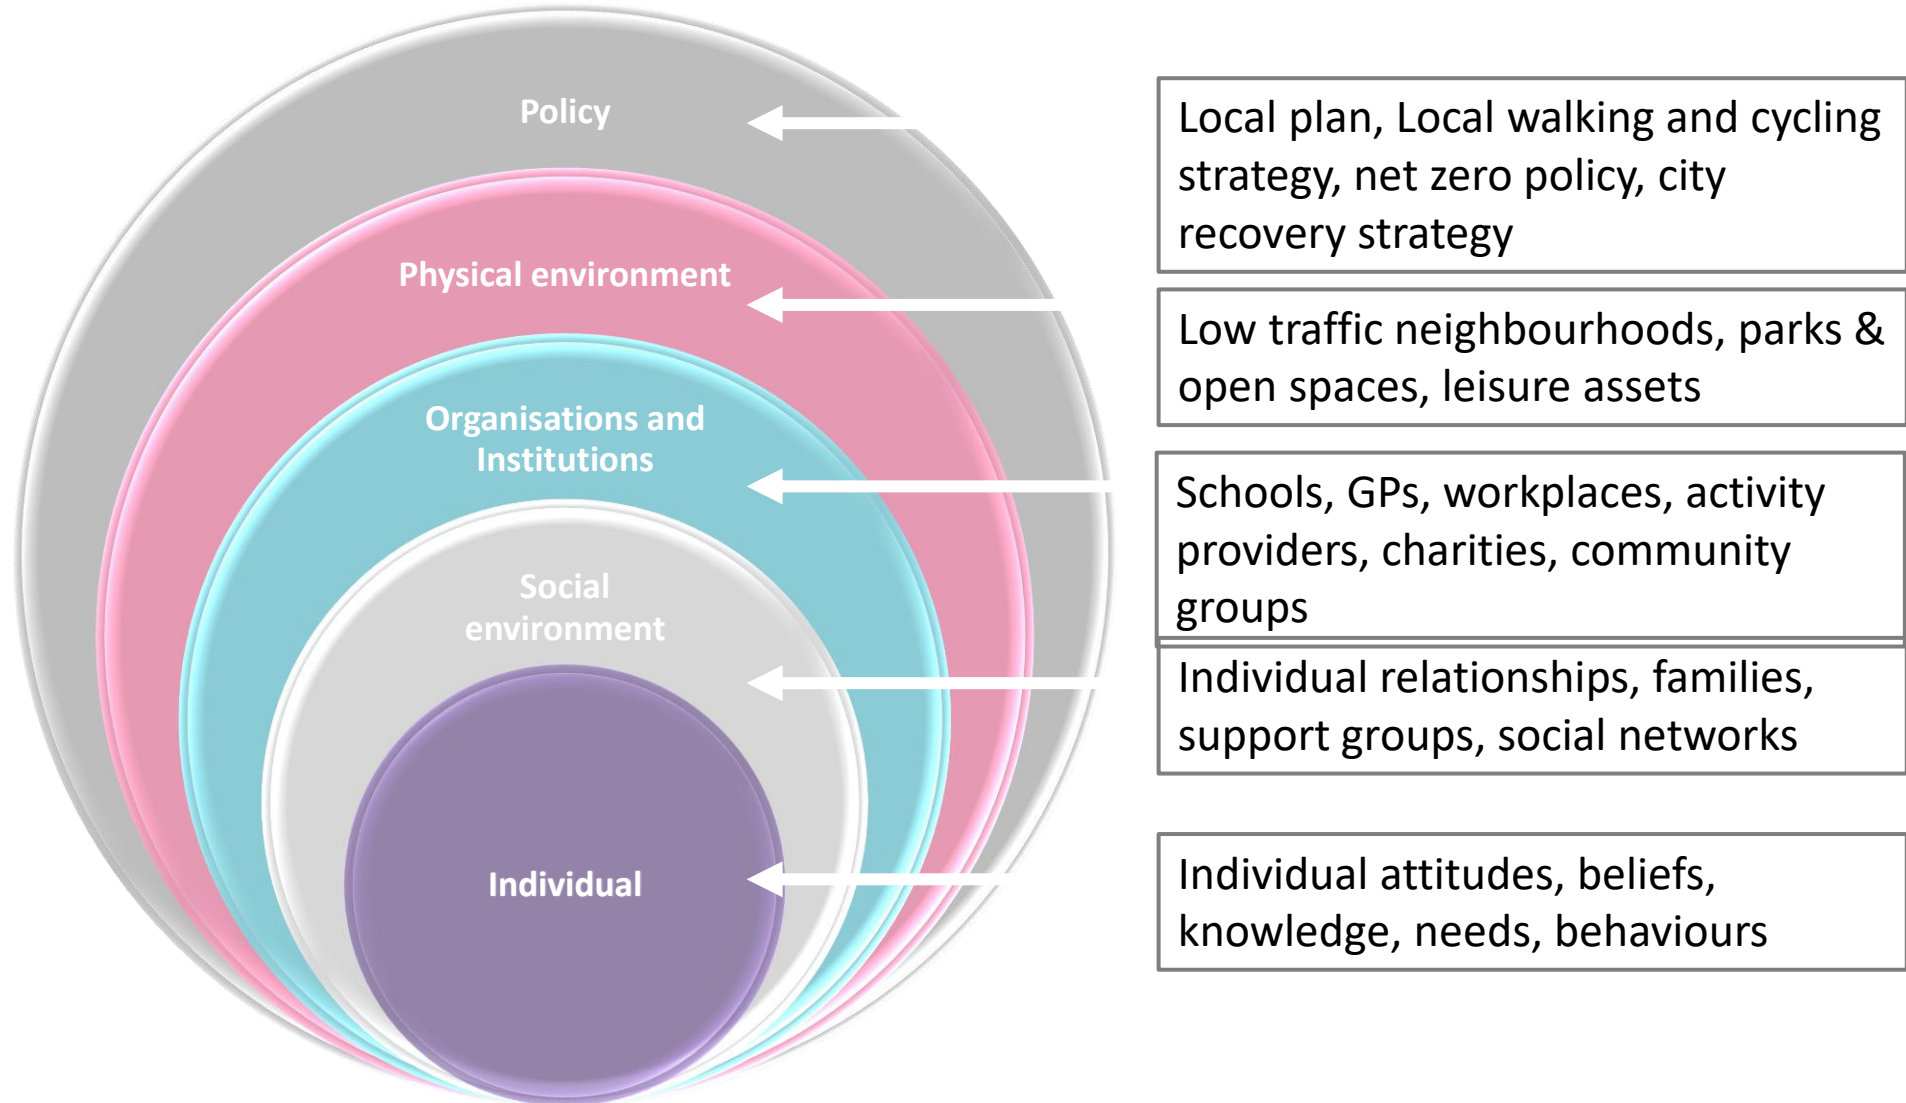 Policy
Local plan, Local walking and cycling
strategy, net zero policy, city
recovery strategy
Physical environment
Low traffic neighbourhoods, parks &
open spaces, leisure assets
Organisations and
Institutions
Schools, GPs, workplaces, activity
providers, charities, community
groups
Social
environment
Individual relationships, families,
support groups, social networks
Individual
Individual attitudes, beliefs,
knowledge, needs, behaviours